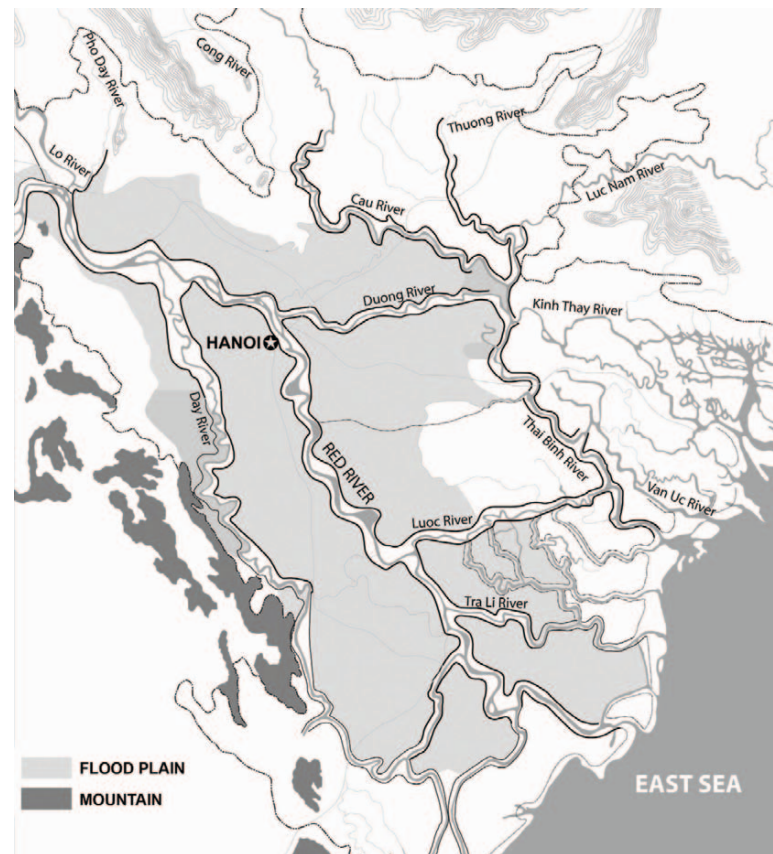 Pho Day River
Cong River
Lo River
Thuong River
Luc Nam River
Cau River
Duong River
Kinh Thay River
HANOI
Day River
RED RIVER
Thai Binh River
Van Uc River
Luoc River
Tra Li River
FLOOD PLAIN
MOUNTAIN
EAST SEA